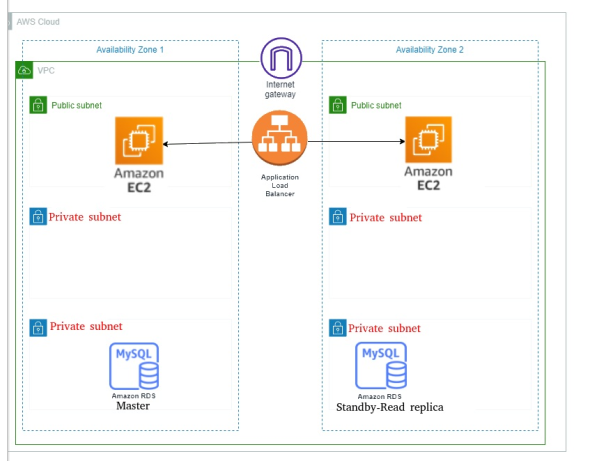 AWS Cloud
Availability Zone 1
Availability Zone 2
VPC
Internet
gateway
Public subnet
Public subnet
Amazon
EC2
Application
Load
Balancer
Amazon
EC2
Private subnet
Private subnet
Private subnet
Private subnet
MySQL
MySQL
Amazon RDS
Master
Amazon RDS
Standby-Read replica